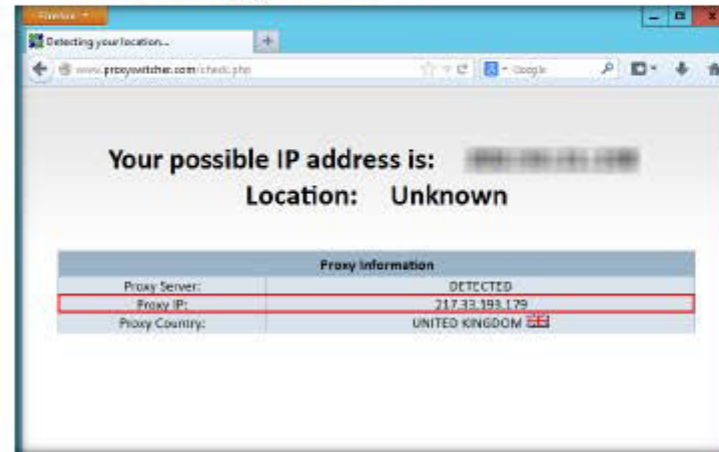 Firefox
Detecting your location...
www.proxyswitcher.com/check.php
Google
Your possible IP address is:
Location: Unknown
Proxy Information
Proxy Server: DETECTED
Proxy IP: 217.33.193.179
Proxy Country: UNITED KINGDOM